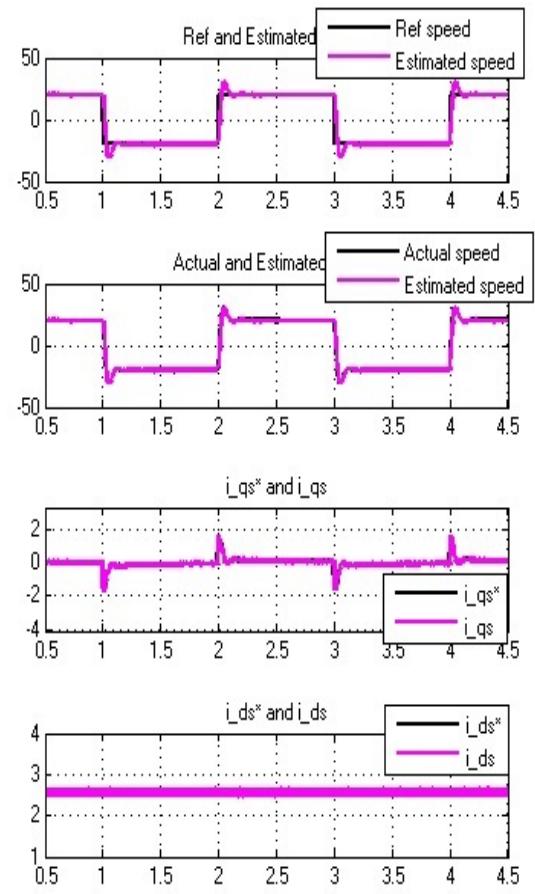 Ref and Estimated
Ref speed
Estimated speed
50
0
-50
0.5 1 1.5 2 2.5 3 3.5 4 4.5
Actual and Estimated
Actual speed
Estimated speed
50
0
-50
0.5 1 1.5 2 2.5 3 3.5 4 4.5
i_qs* and i_qs
2
0
-2
-4
i_qs*
i_qs
0.5 1 1.5 2 2.5 3 3.5 4 4.5
i_ds* and i_ds
i_ds*
i_ds
4
3
2
1
0.5 1 1.5 2 2.5 3 3.5 4 4.5